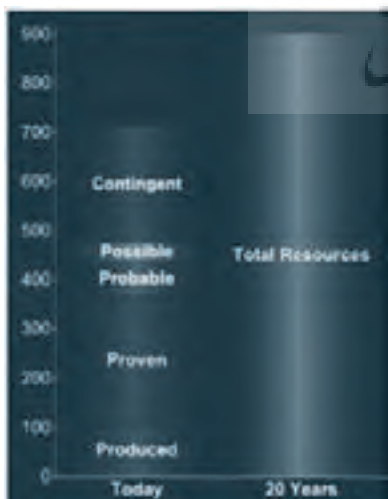 900
800
700
600
500
400
300
200
100
0
Contingent
Possible
Probable
Proven
Produced
Total Resources
Today
20 Years